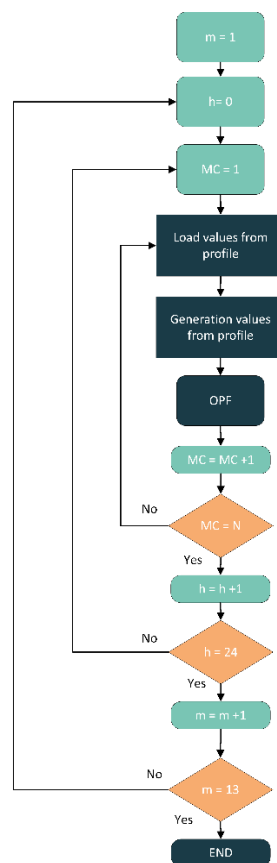 m = 1
h= 0
MC = 1
Load values from
profile
Generation values
from profile
OPF
MC = MC +1
No
MC = N
Yes
h = h +1
No
h = 24
Yes
m = m +1
No
m = 13
Yes
END